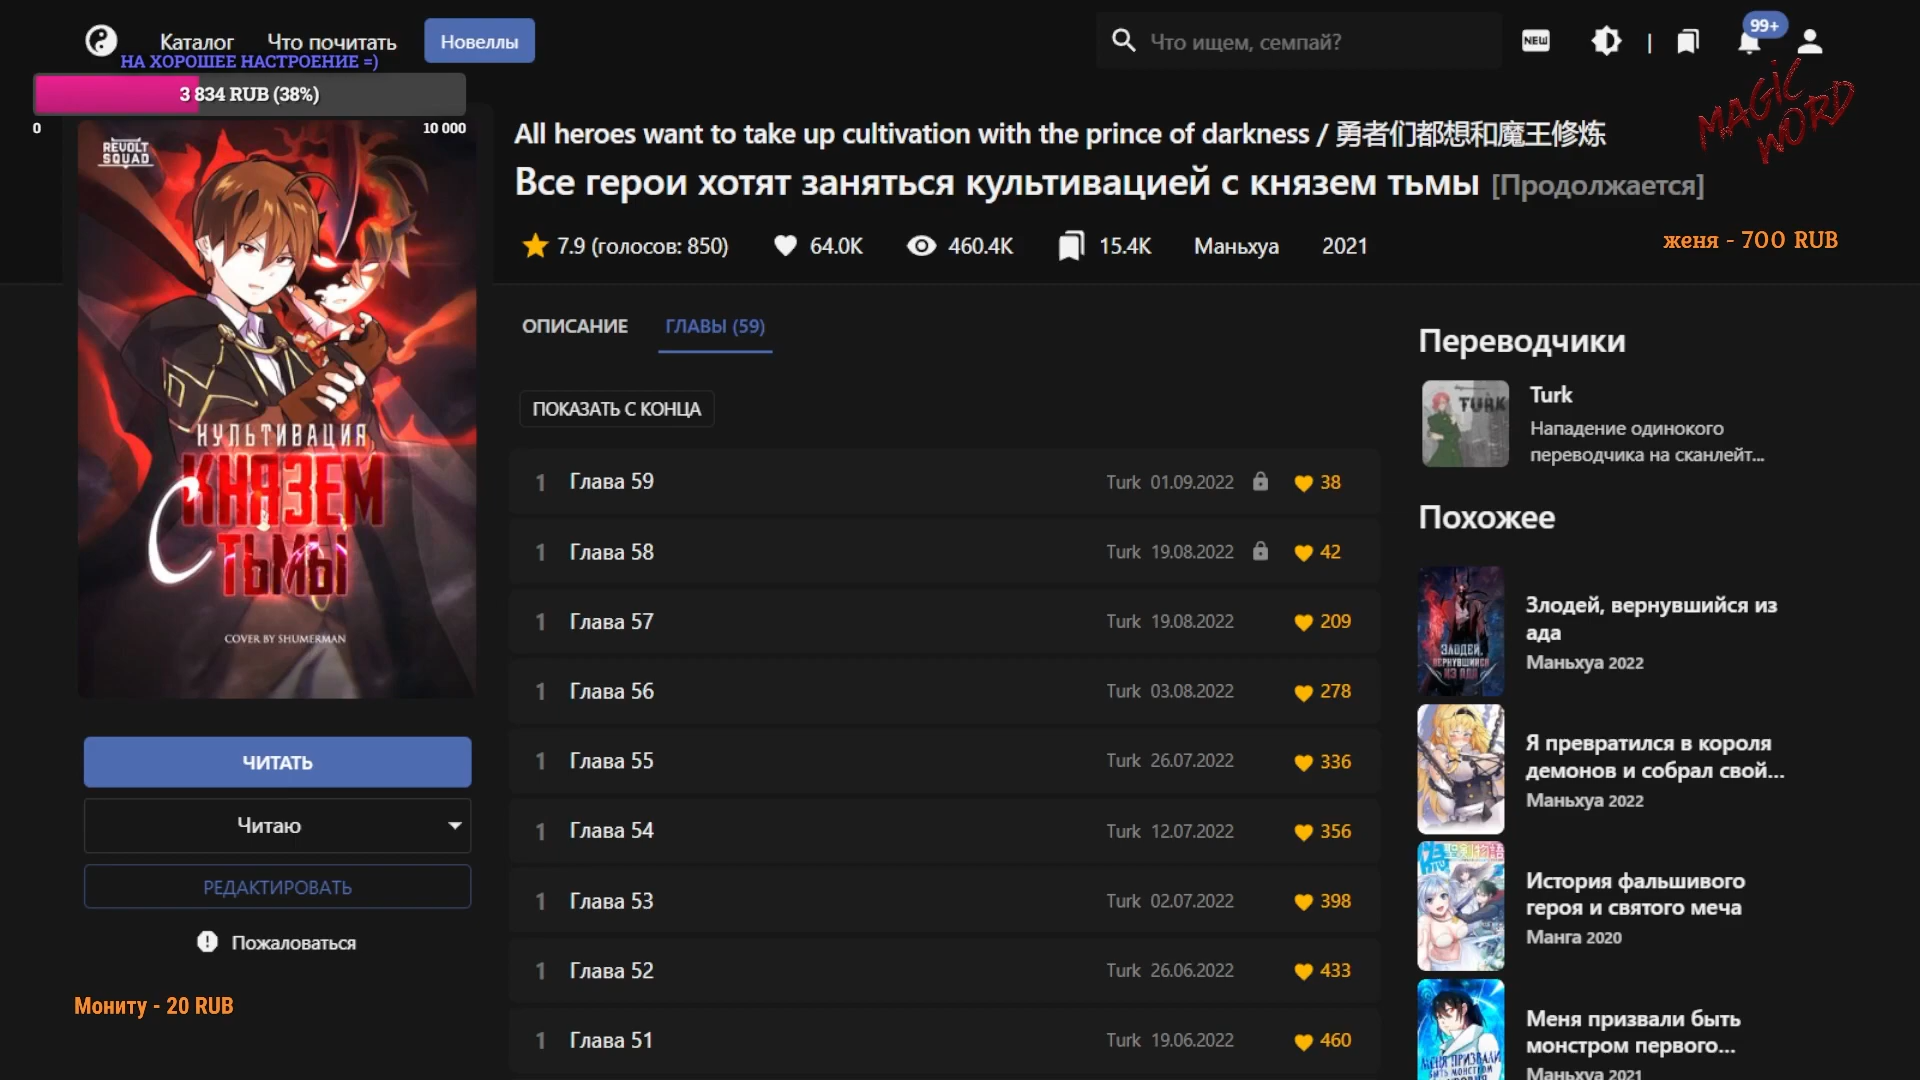 Каталог
Что почитать
Новеллы
Что ищем, семпай?
NEW
99+
НА ХОРОШЕЕ НАСТРОЕНИЕ =)
3 834 RUB (38%)
0
10 000
MAGIC
WORD
женя - 700 RUB
REVOLT
SQUAD
КУЛЬТИВАЦИЯ
С КНЯЗЕМ
ТЬМЫ
COVER BY SHUMERMAN
ЧИТАТЬ
Читаю
РЕДАКТИРОВАТЬ
Пожаловаться
Мониту - 20 RUB
All heroes want to take up cultivation with the prince of darkness / 勇者们都想和魔王修炼
Все герои хотят заняться культивацией с князем тьмы [Продолжается]
7.9 (голосов: 850) 64.0K 460.4K 15.4K Маньхуа 2021
ОПИСАНИЕ
ГЛАВЫ (59)
ПОКАЗАТЬ С КОНЦА
1 Глава 59 Turk 01.09.2022 38
1 Глава 58 Turk 19.08.2022 42
1 Глава 57 Turk 19.08.2022 209
1 Глава 56 Turk 03.08.2022 278
1 Глава 55 Turk 26.07.2022 336
1 Глава 54 Turk 12.07.2022 356
1 Глава 53 Turk 02.07.2022 398
1 Глава 52 Turk 26.06.2022 433
1 Глава 51 Turk 19.06.2022 460
Переводчики
TURK
Turk
Нападение одинокого
переводчика на сканлейт...
Похожее
ЗЛОДЕЙ,
ВЕРНУВШИЙСЯ
ИЗ АДА
Злодей, вернувшийся из
ада
Маньхуа 2022
Я превратился в короля
демонов и собрал свой...
Маньхуа 2022
История фальшивого
героя и святого меча
Манга 2020
МЕНЯ ПРИЗВАЛИ
БЫТЬ МОНСТРОМ
Меня призвали быть
монстром первого...
Маньхуа 2021